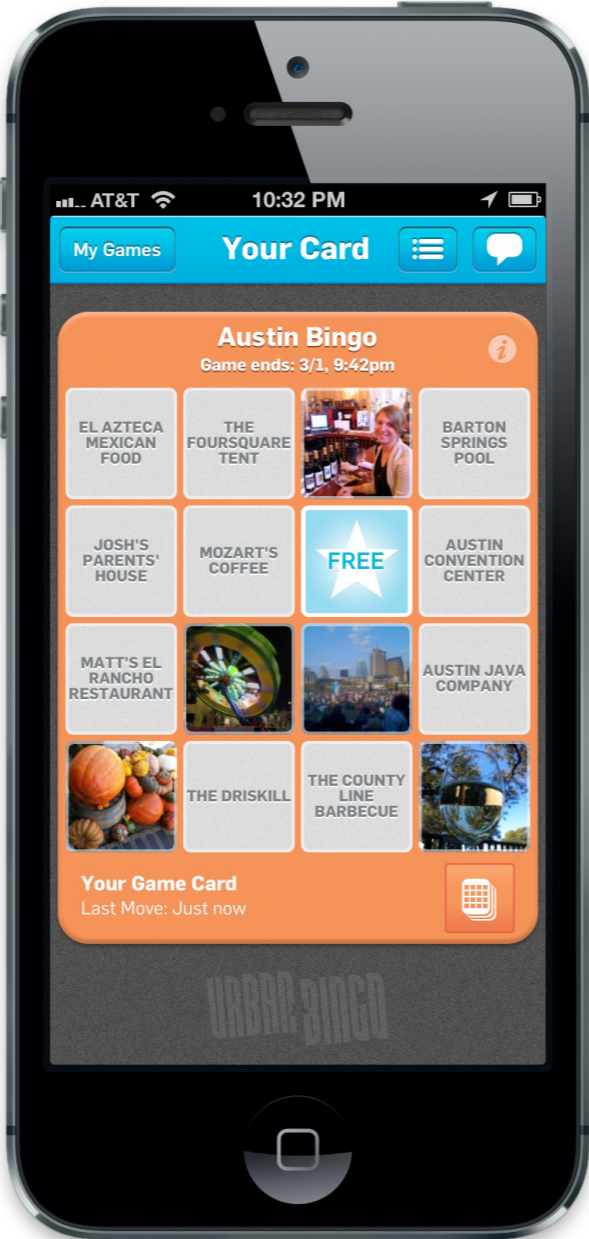 AT&T 10:32 PM
My Games Your Card
Austin Bingo
Game ends: 3/1, 9:42pm
EL AZTECA
MEXICAN
FOOD
THE
FOURSQUARE
TENT
BARTON
SPRINGS
POOL
JOSH'S
PARENTS'
HOUSE
MOZART'S
COFFEE
FREE
AUSTIN
CONVENTION
CENTER
MATT'S EL
RANCHO
RESTAURANT
AUSTIN JAVA
COMPANY
THE DRISKILL
THE COUNTY
LINE
BARBECUE
Your Game Card
Last Move: Just now
URBAN BINGO